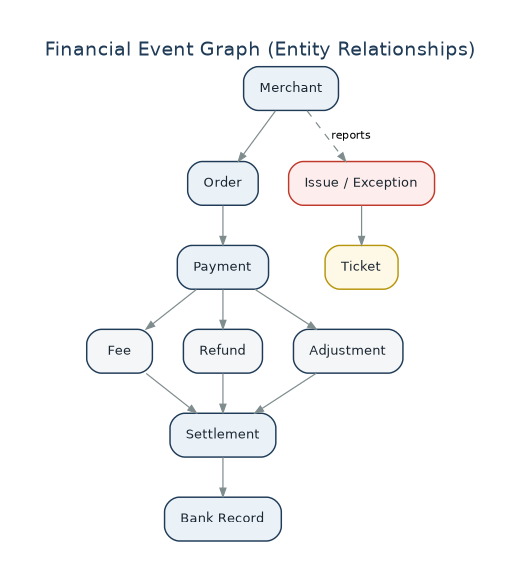 Financial Event Graph (Entity Relationships)
Merchant
reports
Order
Issue / Exception
Payment
Ticket
Fee
Refund
Adjustment
Settlement
Bank Record